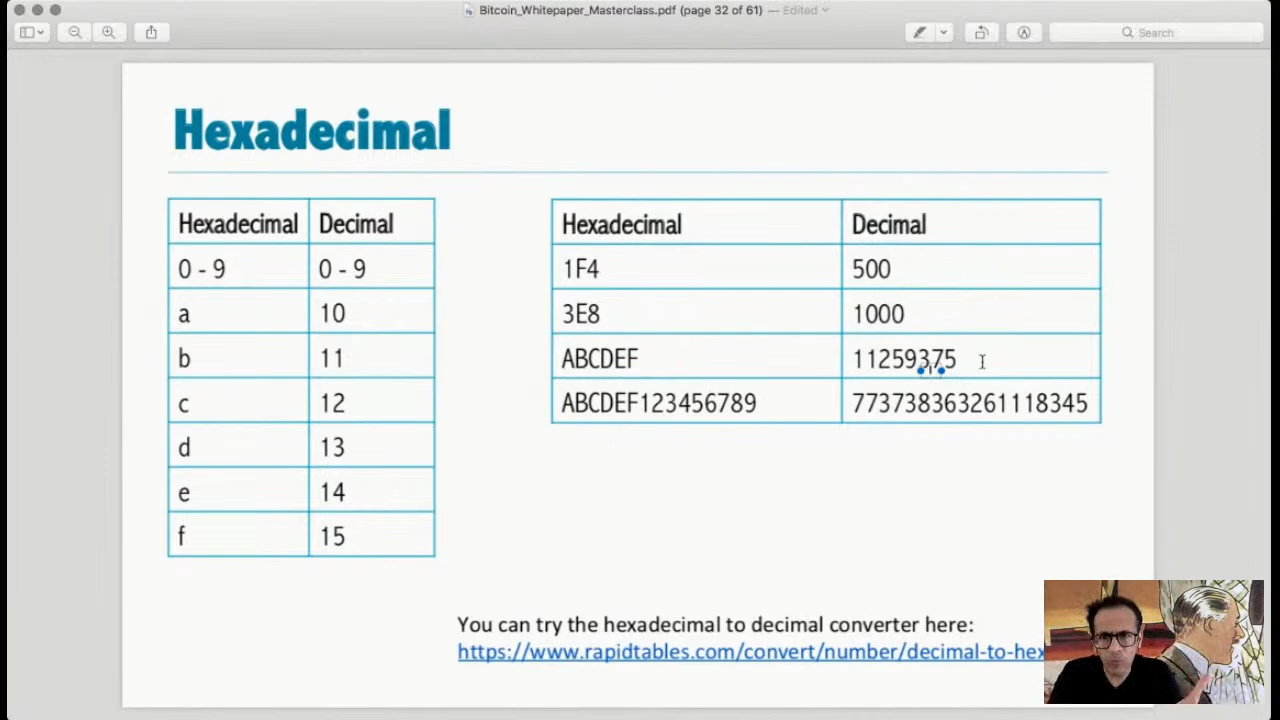 Bitcoin_Whitepaper_Masterclass.pdf (page 32 of 61) — Edited
Search
Hexadecimal
Hexadecimal Decimal
0 - 9 0 - 9
a 10
b 11
c 12
d 13
e 14
f 15
Hexadecimal Decimal
1F4 500
3E8 1000
ABCDEF 11259375
ABCDEF123456789 773738363261118345
You can try the hexadecimal to decimal converter here:
https://www.rapidtables.com/convert/number/decimal-to-hex